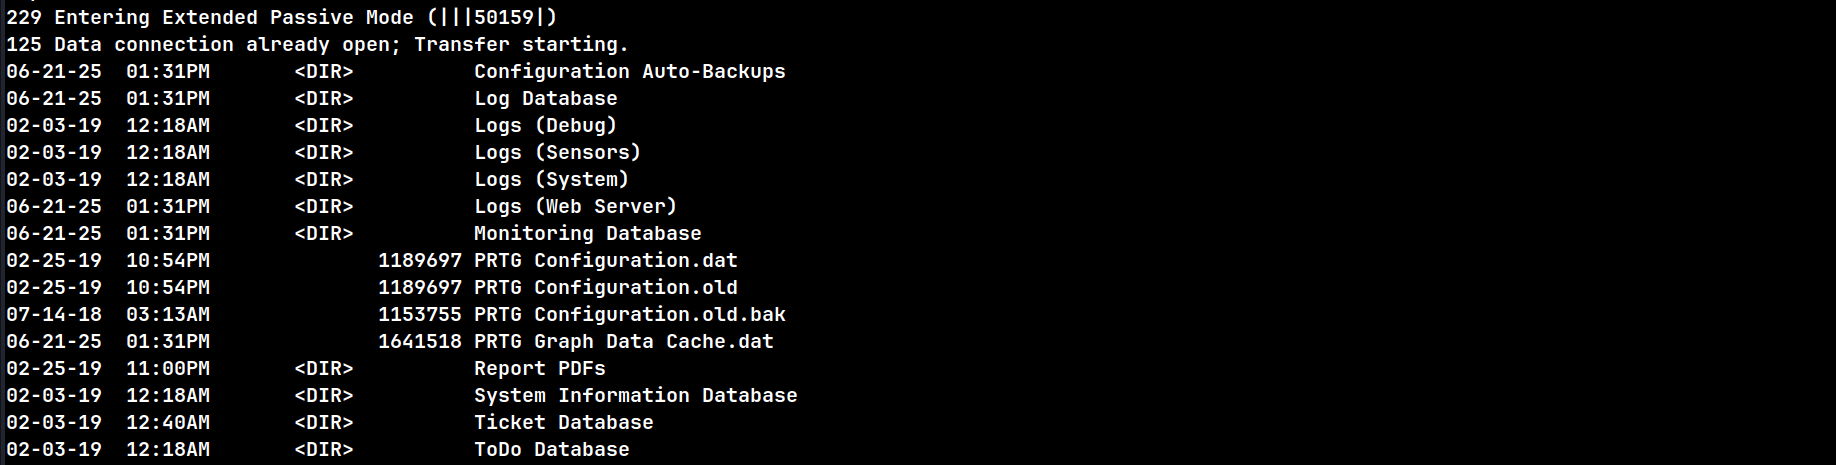 229 Entering Extended Passive Mode (|||50159|)
125 Data connection already open; Transfer starting.
06-21-25  01:31PM       <DIR>          Configuration Auto-Backups
06-21-25  01:31PM       <DIR>          Log Database
02-03-19  12:18AM       <DIR>          Logs (Debug)
02-03-19  12:18AM       <DIR>          Logs (Sensors)
02-03-19  12:18AM       <DIR>          Logs (System)
06-21-25  01:31PM       <DIR>          Logs (Web Server)
06-21-25  01:31PM       <DIR>          Monitoring Database
02-25-19  10:54PM              1189697 PRTG Configuration.dat
02-25-19  10:54PM              1189697 PRTG Configuration.old
07-14-18  03:13AM              1153755 PRTG Configuration.old.bak
06-21-25  01:31PM              1641518 PRTG Graph Data Cache.dat
02-25-19  11:00PM       <DIR>          Report PDFs
02-03-19  12:18AM       <DIR>          System Information Database
02-03-19  12:40AM       <DIR>          Ticket Database
02-03-19  12:18AM       <DIR>          ToDo Database